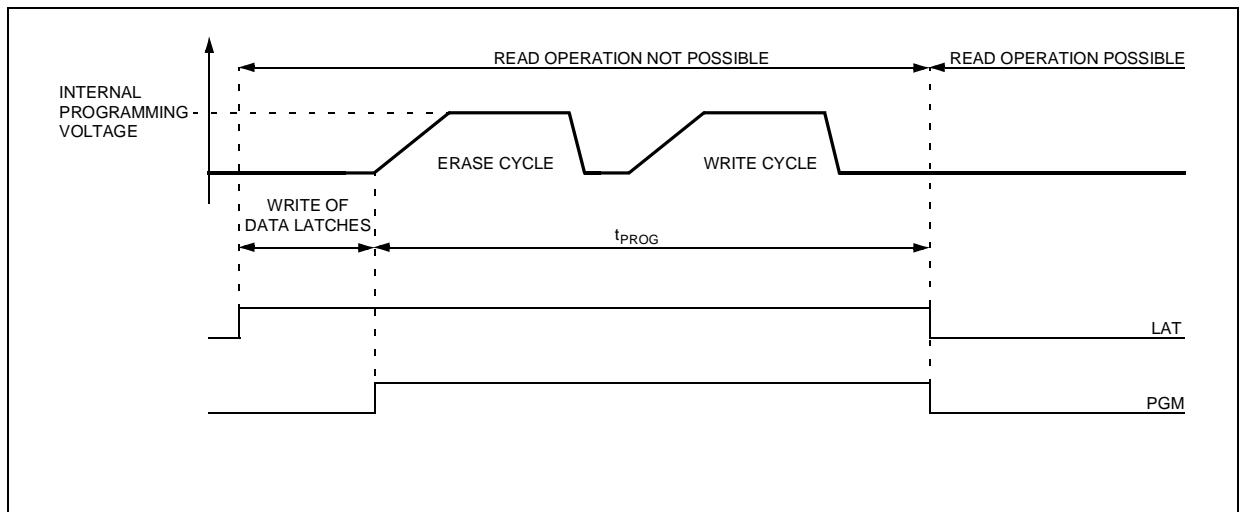 READ OPERATION NOT POSSIBLE
READ OPERATION POSSIBLE
INTERNAL
PROGRAMMING
VOLTAGE
ERASE CYCLE
WRITE CYCLE
WRITE OF
DATA LATCHES
tPROG
LAT
PGM